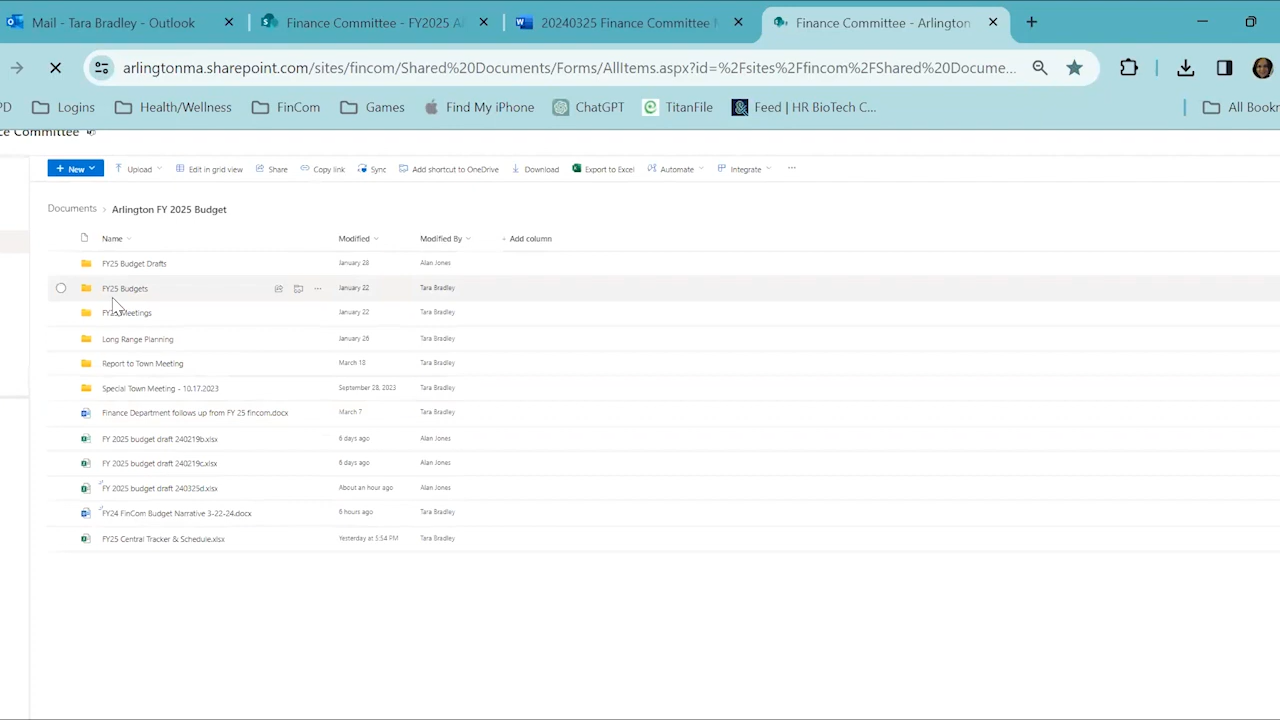 Mail - Tara Bradley - Outlook
Finance Committee - FY2025 A
20240325 Finance Committee
Finance Committee - Arlington
arlingtonma.sharepoint.com/sites/fincom/Shared%20Documents/Forms/AllItems.aspx?id=%2Fsites%2Ffincom%2FShared%20Docume...
PD Logins Health/Wellness FinCom Games Find My iPhone ChatGPT TitanFile Feed | HR BioTech C... All Bookr
ce Committee
+ New Upload Edit in grid view Share Copy link Sync Add shortcut to OneDrive Download Export to Excel Automate Integrate ...
Documents > Arlington FY 2025 Budget
Name Modified Modified By + Add column
FY25 Budget Drafts January 28 Alan Jones
FY25 Budgets ... January 22 Tara Bradley
FY25 Meetings January 22 Tara Bradley
Long Range Planning January 26 Tara Bradley
Report to Town Meeting March 18 Tara Bradley
Special Town Meeting - 10.17.2023 September 28, 2023 Tara Bradley
Finance Department follows up from FY 25 fincom.docx March 7 Tara Bradley
FY 2025 budget draft 240219b.xlsx 6 days ago Alan Jones
FY 2025 budget draft 240219c.xlsx 6 days ago Alan Jones
FY 2025 budget draft 240325d.xlsx About an hour ago Alan Jones
FY24 FinCom Budget Narrative 3-22-24.docx 6 hours ago Tara Bradley
FY25 Central Tracker & Schedule.xlsx Yesterday at 5:54 PM Tara Bradley